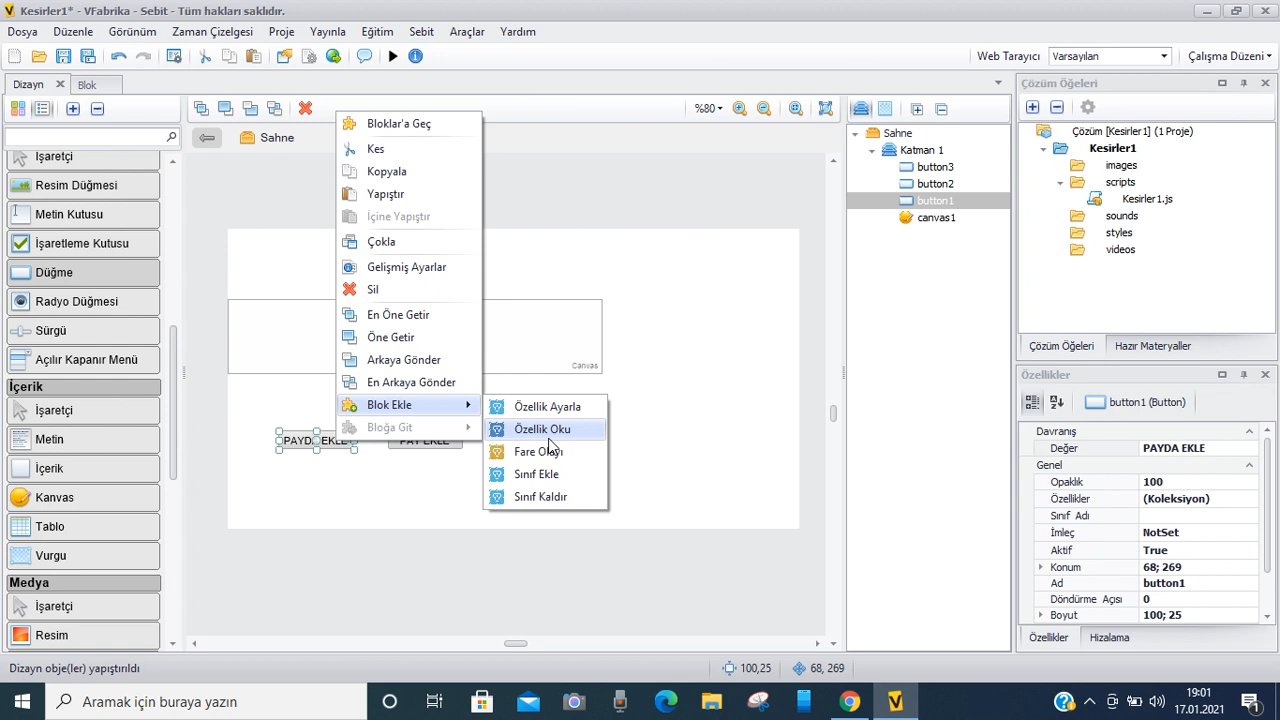 Kesirler1* - VFabrika - Sebit - Tüm hakları saklıdır.
Dosya Düzenle Görünüm Zaman Çizelgesi Proje Yayınla Eğitim Sebit Araçlar Yardım
Web Tarayıcı Varsayılan Çalışma Düzeni
Dizayn Blok
%80
Sahne
İşaretçi
Resim Düğmesi
Metin Kutusu
İşaretleme Kutusu
Düğme
Radyo Düğmesi
Sürgü
Açılır Kapanır Menü
İçerik
İşaretçi
Metin
İçerik
Kanvas
Tablo
Vurgu
Medya
İşaretçi
Resim
Bloklar'a Geç
Kes
Kopyala
Yapıştır
İçine Yapıştır
Çokla
Gelişmiş Ayarlar
Sil
En Öne Getir
Öne Getir
Arkaya Gönder
En Arkaya Gönder
Blok Ekle
Bloğa Git
Özellik Ayarla
Özellik Oku
Fare Olayı
Sınıf Ekle
Sınıf Kaldır
Canvas
PAYDA EKLE PAY EKLE
Sahne
Katman 1
button3
button2
button1
canvas1
Çözüm Öğeleri
Çözüm [Kesirler1] (1 Proje)
Kesirler1
images
scripts
Kesirler1.js
sounds
styles
videos
Çözüm Öğeleri Hazır Materyaller
Özellikler
button1 (Button)
Davranış
Değer PAYDA EKLE
Genel
Opaklık 100
Özellikler (Koleksiyon)
Sınıf Adı
İmleç NotSet
Aktif True
Konum 68; 269
Ad button1
Döndürme Açısı 0
Boyut 100; 25
Özellikler Hizalama
Dizayn obje(ler) yapıştırıldı 100,25 68, 269
Aramak için buraya yazın
19:01
17.01.2021